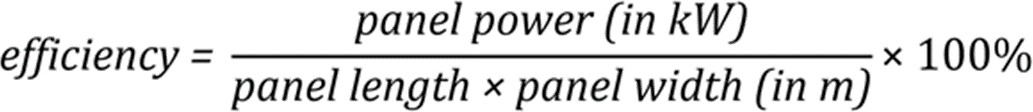 efficiency = panel power (in kW) / panel length × panel width (in m) × 100%